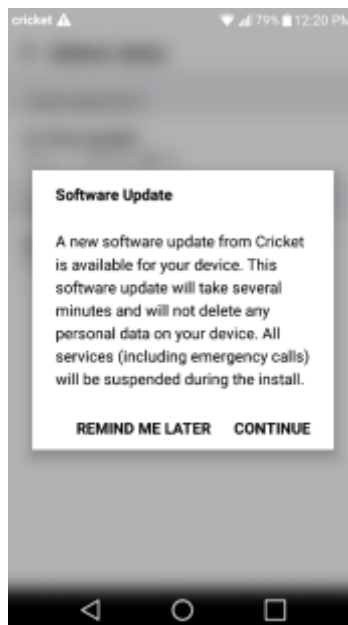 cricket 79% 12:20 PM
Software Update
A new software update from Cricket
is available for your device. This
software update will take several
minutes and will not delete any
personal data on your device. All
services (including emergency calls)
will be suspended during the install.
REMIND ME LATER CONTINUE